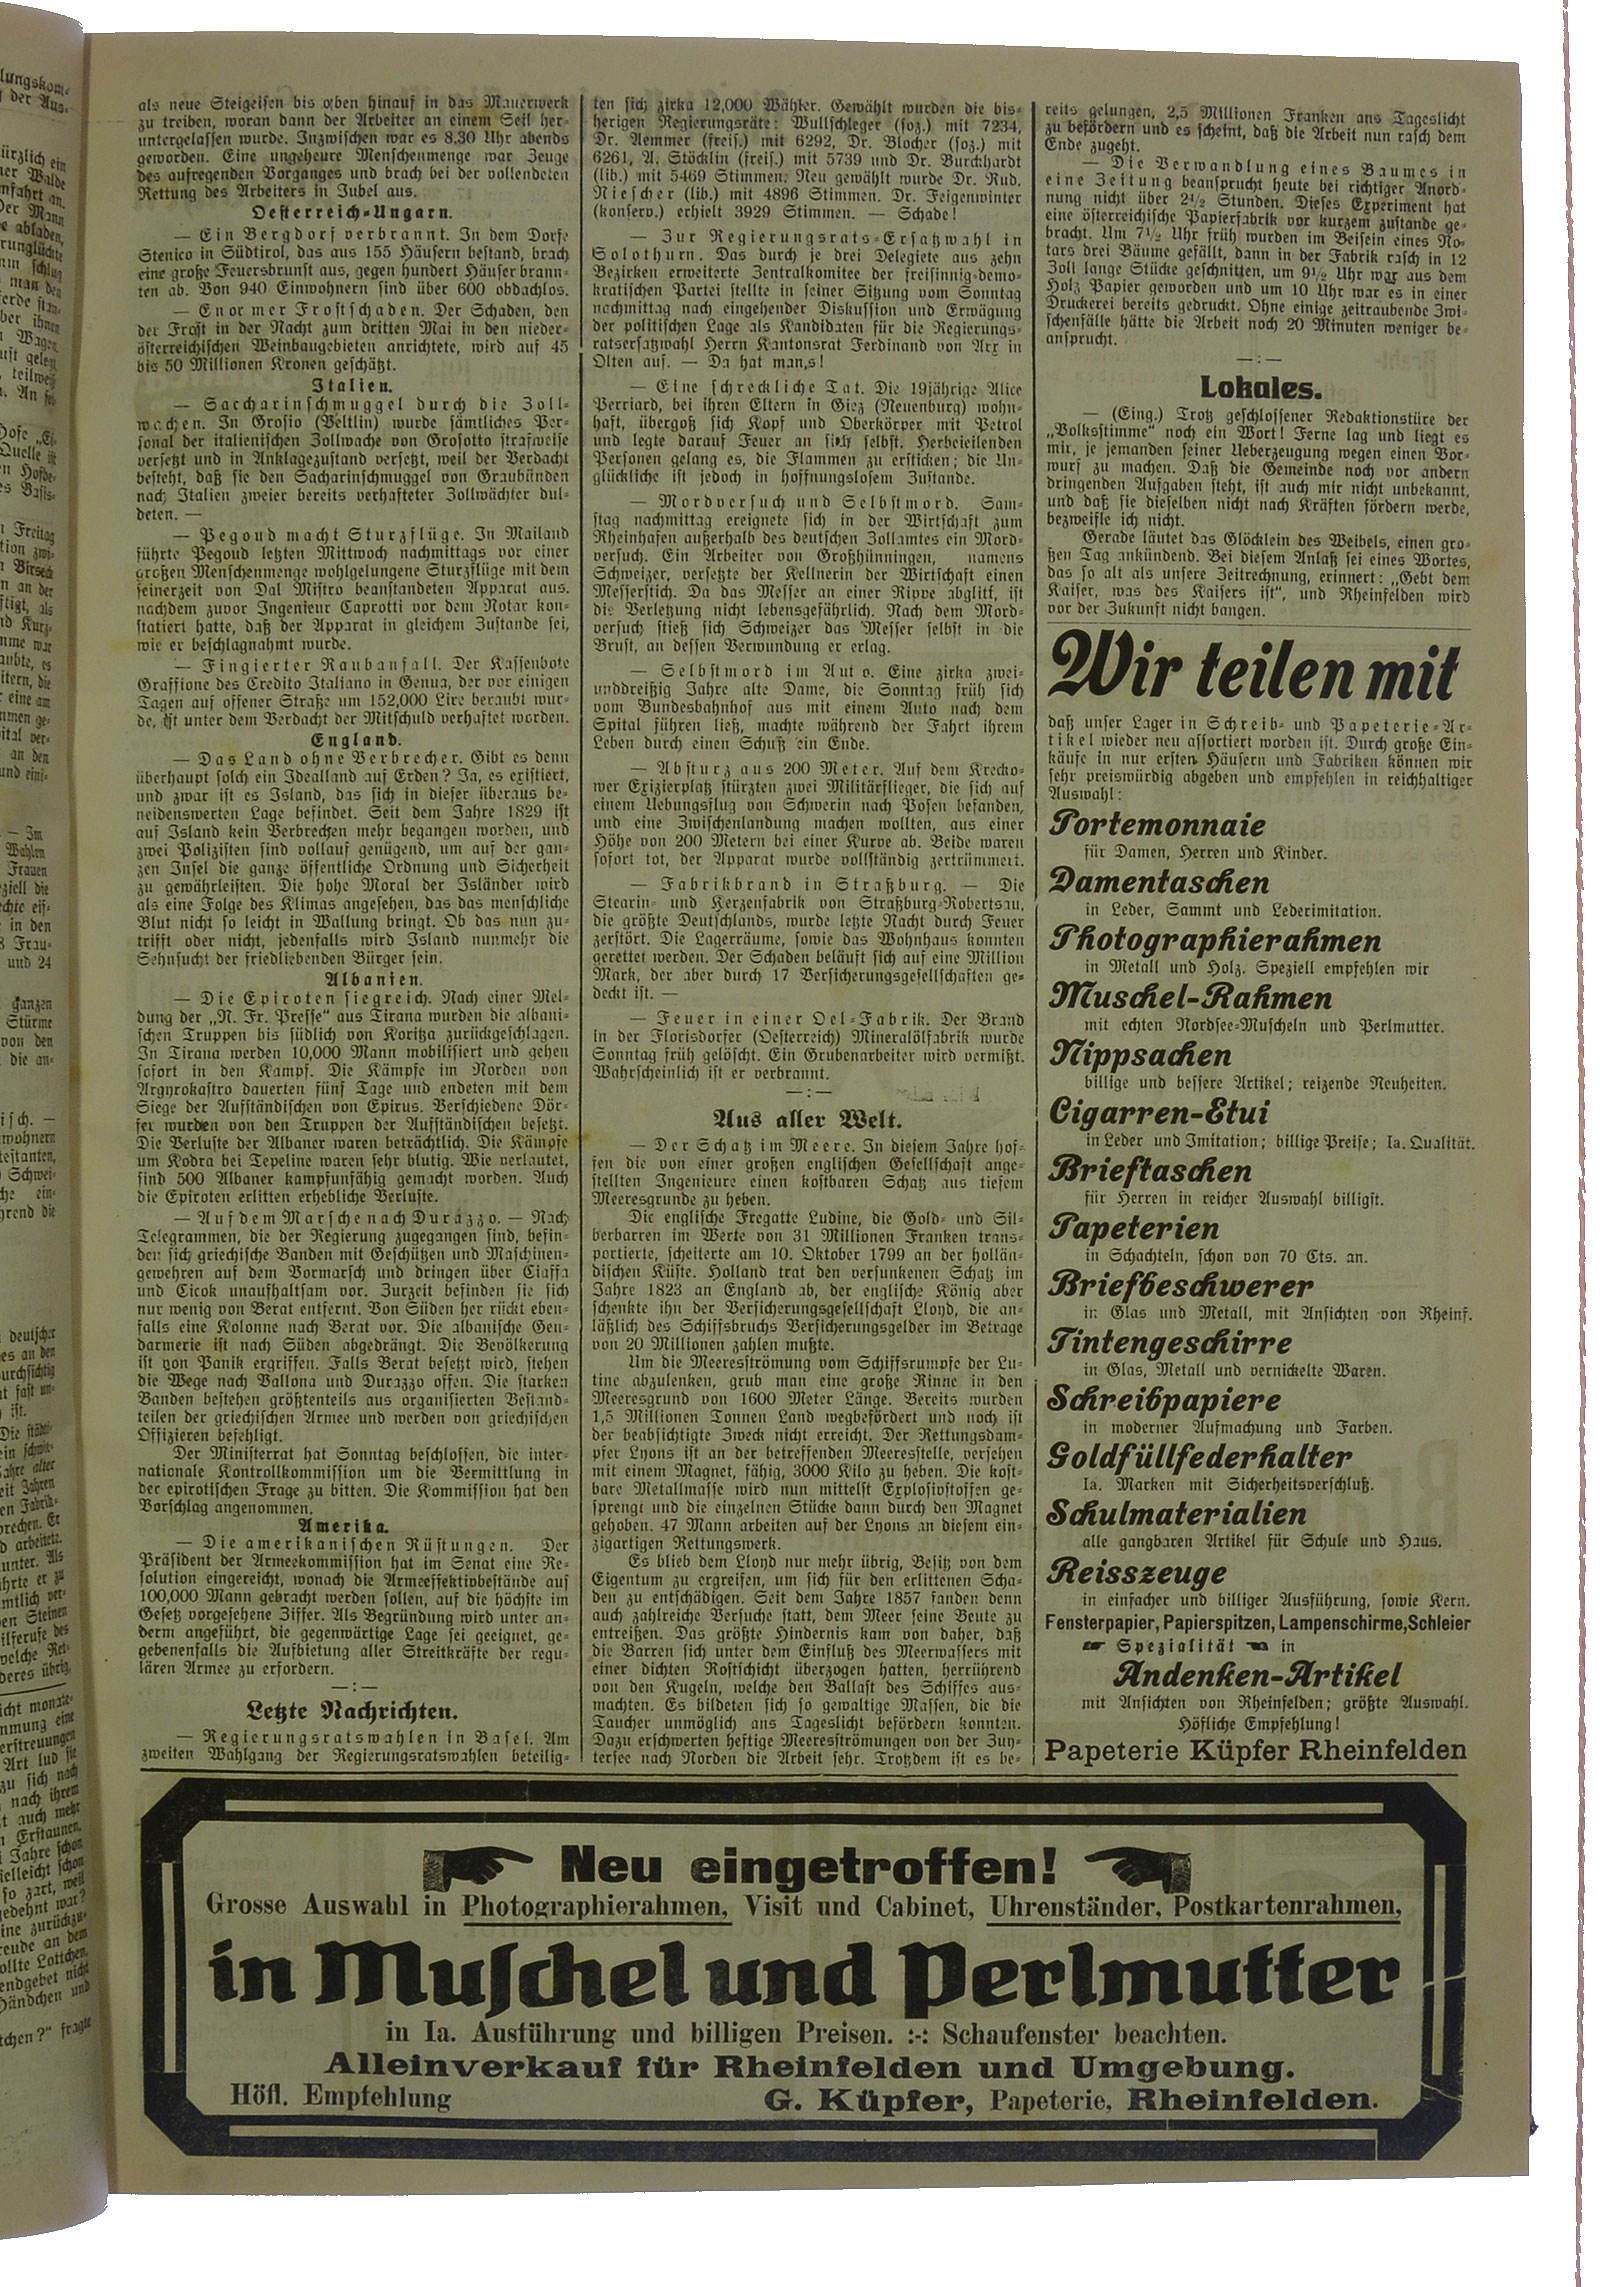 als neue Steigeisen bis oben hinauf in das Mauerwerk
zu treiben, woran dann der Arbeiter an einem Seil her-
untergelassen wurde. Inzwischen war es 8.30 Uhr abends
geworden. Eine ungeheure Menschenmenge war Zeuge
des aufregenden Vorganges und brach bei der vollendeten
Rettung des Arbeiters in Jubel aus.
Oesterreich-Ungarn.
— Ein Bergdorf verbrannt. In dem Dorfe
Stenico in Südtirol, das aus 155 Häusern bestand, brach
eine große Feuersbrunst aus, gegen hundert Häuser brann-
ten ab. Von 940 Einwohnern sind über 600 obdachlos.
— Enormer Frostschaden. Der Schaden, den
der Frost in der Nacht zum dritten Mai in den nieder-
österreichischen Weinbaugebieten anrichtete, wird auf 45
bis 50 Millionen Kronen geschätzt.
Italien.
— Saccharinschmuggel durch die Zoll-
wachen. In Grosio (Veltlin) wurde sämtliches Per-
sonal der italienischen Zollwache von Grosotto strafweise
versetzt und in Anklagezustand versetzt, weil der Verdacht
besteht, daß sie den Sacharinschmuggel von Graubünden
nach Italien zweier bereits verhafteter Zollwächter dul-
deten. —
— Pegoud macht Sturzflüge. In Mailand
führte Pegoud letzten Mittwoch nachmittags vor einer
großen Menschenmenge wohlgelungene Sturzflüge mit dem
seinerzeit von Dal Mistro beanstandeten Apparat aus.
nachdem zuvor Ingenieur Caprotti vor dem Notar kon-
statiert hatte, daß der Apparat in gleichem Zustande sei,
wie er beschlagnahmt wurde.
— Fingierter Raubanfall. Der Kassenbote
Graffione des Credito Italiano in Genua, der vor einigen
Tagen auf offener Straße um 152,000 Lire beraubt wur-
de, ist unter dem Verdacht der Mitschuld verhaftet worden.
England.
— Das Land ohne Verbrecher. Gibt es denn
überhaupt solch ein Idealland auf Erden? Ja, es existiert,
und zwar ist es Island, das sich in dieser überaus be-
neidenswerten Lage befindet. Seit dem Jahre 1829 ist
auf Island kein Verbrechen mehr begangen worden, und
zwei Polizisten sind vollauf genügend, um auf der gan-
zen Insel die ganze öffentliche Ordnung und Sicherheit
zu gewährleisten. Die hohe Moral der Isländer wird
als eine Folge des Klimas angesehen, das das menschliche
Blut nicht so leicht in Wallung bringt. Ob das nun zu-
trifft oder nicht, jedenfalls wird Island nunmehr die
Sehnsucht der friedliebenden Bürger sein.
Albanien.
— Die Epiroten siegreich. Nach einer Mel-
dung der „N. Fr. Presse" aus Tirana wurden die albani-
schen Truppen bis südlich von Koritza zurückgeschlagen.
In Tirana werden 10,000 Mann mobilisiert und gehen
sofort in den Kampf. Die Kämpfe im Norden von
Argyrokastro dauerten fünf Tage und endeten mit dem
Siege der Aufständischen von Epirus. Verschiedene Dör-
fer wurden von den Truppen der Aufständischen besetzt.
Die Verluste der Albaner waren beträchtlich. Die Kämpfe
um Kodra bei Tepeline waren sehr blutig. Wie verlautet,
sind 500 Albaner kampfunfähig gemacht worden. Auch
die Epiroten erlitten erhebliche Verluste.
— Auf dem Marsche nach Durazzo. — Nach
Telegrammen, die der Regierung zugegangen sind, befin-
den sich griechische Banden mit Geschützen und Maschinen-
gewehren auf dem Vormarsch und dringen über Ciaffa
und Cicok unaufhaltsam vor. Zurzeit befinden sie sich
nur wenig von Berat entfernt. Von Süden her rückt eben-
falls eine Kolonne nach Berat vor. Die albanische Gen-
darmerie ist nach Süden abgedrängt. Die Bevölkerung
ist von Panik ergriffen. Falls Berat besetzt wird, stehen
die Wege nach Vallona und Durazzo offen. Die starken
Banden bestehen größtenteils aus organisierten Bestand-
teilen der griechischen Armee und werden von griechischen
Offizieren befehligt.
Der Ministerrat hat Sonntag beschlossen, die inter-
nationale Kontrollkommission um die Vermittlung in
der epirotischen Frage zu bitten. Die Kommission hat den
Vorschlag angenommen.
Amerika.
— Die amerikanischen Rüstungen. Der
Präsident der Armeekommission hat im Senat eine Re-
solution eingereicht, wonach die Armeeffektivbestände auf
100,000 Mann gebracht werden sollen, auf die höchste im
Gesetz vorgesehene Ziffer. Als Begründung wird unter an-
derm angeführt, die gegenwärtige Lage sei geeignet, ge-
gebenenfalls die Aufbietung aller Streitkräfte der regu-
lären Armee zu erfordern.
—:—
Letzte Nachrichten.
— Regierungsratswahlen in Basel. Am
zweiten Wahlgang der Regierungsratswahlen beteilig-
ten sich zirka 12,000 Wähler. Gewählt wurden die bis-
herigen Regierungsräte: Wullschleger (soz.) mit 7234,
Dr. Aemmer (freis.) mit 6292, Dr. Blocher (soz.) mit
6261, A. Stöcklin (freis.) mit 5739 und Dr. Burckhardt
(lib.) mit 5469 Stimmen. Neu gewählt wurde Dr. Rud.
Miescher (lib.) mit 4896 Stimmen. Dr. Feigenwinter
(konserv.) erhielt 3929 Stimmen. — Schade!
— Zur Regierungsrats-Ersatzwahl in
Solothurn. Das durch je drei Delegiete aus zehn
Bezirken erweiterte Zentralkomitee der freisinnig-demo-
kratischen Partei stellte in seiner Sitzung vom Sonntag
nachmittag nach eingehender Diskussion und Erwägung
der politischen Lage als Kandidaten für die Regierungs-
ratsersatzwahl Herrn Kantonsrat Ferdinand von Arx in
Olten auf. — Da hat man,s!
— Eine schreckliche Tat. Die 19jährige Alice
Perriard, bei ihren Eltern in Giez (Neuenburg) wohn-
haft, übergoß sich Kopf und Oberkörper mit Petrol
und legte darauf Feuer an sich selbst. Herbeieilenden
Personen gelang es, die Flammen zu ersticken; die Un-
glückliche ist jedoch in hoffnungslosem Zustande.
— Mordversuch und Selbstmord. Sam-
stag nachmittag ereignete sich in der Wirtschaft zum
Rheinhafen außerhalb des deutschen Zollamtes ein Mord-
versuch. Ein Arbeiter von Großhünningen, namens
Schweizer, versetzte der Kellnerin der Wirtschaft einen
Messerstich. Da das Messer an einer Rippe abglitt, ist
die Verletzung nicht lebensgefährlich. Nach dem Mord-
versuch stieß sich Schweizer das Messer selbst in die
Brust, an dessen Verwundung er erlag.
— Selbstmord im Auto. Eine zirka zwei-
unddreißig Jahre alte Dame, die Sonntag früh sich
vom Bundesbahnhof aus mit einem Auto nach dem
Spital führen ließ, machte während der Fahrt ihrem
Leben durch einen Schuß ein Ende.
— Absturz aus 200 Meter. Auf dem Krecko-
wer Exizierplatz stürzten zwei Militärflieger, die sich auf
einem Uebungsflug von Schwerin nach Posen befanden,
und eine Zwischenlandung machen wollten, aus einer
Höhe von 200 Metern bei einer Kurve ab. Beide waren
sofort tot, der Apparat wurde vollständig zertrümmert.
— Fabrikbrand in Straßburg. — Die
Stearin- und Kerzenfabrik von Straßburg-Robertsau,
die größte Deutschlands, wurde letzte Nacht durch Feuer
zerstört. Die Lagerräume, sowie das Wohnhaus konnten
gerettet werden. Der Schaden beläuft sich auf eine Million
Mark, der aber durch 17 Versicherungsgesellschaften ge-
deckt ist. —
— Feuer in einer Oel-Fabrik. Der Brand
in der Florisdorfer (Oesterreich) Mineralölfabrik wurde
Sonntag früh gelöscht. Ein Grubenarbeiter wird vermißt.
Wahrscheinlich ist er verbrannt.
—:—
Aus aller Welt.
— Der Schatz im Meere. In diesem Jahre hof-
fen die von einer großen englischen Gesellschaft ange-
stellten Ingenieure einen kostbaren Schatz aus tiefem
Meeresgrunde zu heben.
Die englische Fregatte Ludine, die Gold- und Sil-
berbarren im Werte von 31 Millionen Franken trans-
portierte, scheiterte am 10. Oktober 1799 an der hollän-
dischen Küste. Holland trat den versunkenen Schatz im
Jahre 1823 an England ab, der englische König aber
schenkte ihn der Versicherungsgesellschaft Lloyd, die an-
läßlich des Schiffsbruchs Versicherungsgelder im Betrage
von 20 Millionen zahlen mußte.
Um die Meeresströmung vom Schiffsrumpfe der Lu-
tine abzulenken, grub man eine große Rinne in den
Meeresgrund von 1600 Meter Länge. Bereits wurden
1,5 Millionen Tonnen Land wegbefördert und noch ist
der beabsichtigte Zweck nicht erreicht. Der Rettungsdam-
pfer Lyons ist an der betreffenden Meeresstelle, versehen
mit einem Magnet, fähig, 3000 Kilo zu heben. Die kost-
bare Metallmasse wird nun mittelst Explosivstoffen ge-
sprengt und die einzelnen Stücke dann durch den Magnet
gehoben. 47 Mann arbeiten auf der Lyons an diesem ein-
zigartigen Rettungswerk.
Es blieb dem Lloyd nur mehr übrig, Besitz von dem
Eigentum zu ergreifen, um sich für den erlittenen Scha-
den zu entschädigen. Seit dem Jahre 1857 fanden denn
auch zahlreiche Versuche statt, dem Meer seine Beute zu
entreißen. Das größte Hindernis kam von daher, daß
die Barren sich unter dem Einfluß des Meerwassers mit
einer dichten Rostschicht überzogen hatten, herrührend
von den Kugeln, welche den Ballast des Schiffes aus-
machten. Es bildeten sich so gewaltige Massen, die die
Taucher unmöglich ans Tageslicht befördern konnten.
Dazu erschwerten heftige Meeresströmungen von der Zuy-
tersee nach Norden die Arbeit sehr. Trotzdem ist es be-
reits gelungen, 2,5 Millionen Franken ans Tageslicht
zu befördern und es scheint, daß die Arbeit nun rasch dem
Ende zugeht.
— Die Verwandlung eines Baumes in
eine Zeitung beansprucht heute bei richtiger Anord-
nung nicht über 2½ Stunden. Dieses Experiment hat
eine österreichische Papierfabrik vor kurzem zustande ge-
bracht. Um 7½ Uhr früh wurden im Beisein eines No-
tars drei Bäume gefällt, dann in der Fabrik rasch in 12
Zoll lange Stücke geschnitten, um 9½ Uhr war aus dem
Holz Papier geworden und um 10 Uhr war es in einer
Druckerei bereits gedruckt. Ohne einige zeitraubende Zwi-
schenfälle hätte die Arbeit noch 20 Minuten weniger be-
ansprucht.
—:—
Lokales.
— (Eing.) Trotz geschlossener Redaktionstüre der
„Volksstimme" noch ein Wort! Ferne lag und liegt es
mir, je jemanden seiner Ueberzeugung wegen einen Vor-
wurf zu machen. Daß die Gemeinde noch vor andern
dringenden Aufgaben steht, ist auch mir nicht unbekannt,
und daß sie dieselben nicht nach Kräften fördern werde,
bezweifle ich nicht.
Gerade läutet das Glöcklein des Weibels, einen gro-
ßen Tag ankündend. Bei diesem Anlaß sei eines Wortes,
das so alt als unsere Zeitrechnung, erinnert: „Gebt dem
Kaiser, was des Kaisers ist", und Rheinfelden wird
vor der Zukunft nicht bangen.
Wir teilen mit
daß unser Lager in Schreib- und Papeterie-Ar-
tikel wieder neu assortiert worden ist. Durch große Ein-
käufe in nur ersten Häusern und Fabriken können wir
sehr preiswürdig abgeben und empfehlen in reichhaltiger
Auswahl:
Portemonnaie
für Damen, Herren und Kinder.
Damentaschen
in Leder, Sammt und Lederimitation.
Photographierahmen
in Metall und Holz. Speziell empfehlen wir
Muschel-Rahmen
mit echten Nordsee-Muscheln und Perlmutter.
Nippsachen
billige und bessere Artikel; reizende Neuheiten.
Cigarren-Etui
in Leder und Imitation; billige Preise; Ia. Qualität.
Brieftaschen
für Herren in reicher Auswahl billigst.
Papeterien
in Schachteln, schon von 70 Cts. an.
Briefbeschwerer
in Glas und Metall, mit Ansichten von Rheinf.
Tintengeschirre
in Glas, Metall und vernickelte Waren.
Schreibpapiere
in moderner Aufmachung und Farben.
Goldfüllfederhalter
Ia. Marken mit Sicherheitsverschluß.
Schulmaterialien
alle gangbaren Artikel für Schule und Haus.
Reisszeuge
in einfacher und billiger Ausführung, sowie Kern.
Fensterpapier, Papierspitzen, Lampenschirme,Schleier
Spezialität in
Andenken-Artikel
mit Ansichten von Rheinfelden; größte Auswahl.
Höfliche Empfehlung!
Papeterie Küpfer Rheinfelden
Neu eingetroffen!
Grosse Auswahl in Photographierahmen, Visit und Cabinet, Uhrenständer, Postkartenrahmen,
in Muschel und Perlmutter
in Ia. Ausführung und billigen Preisen. :-: Schaufenster beachten.
Alleinverkauf für Rheinfelden und Umgebung.
Höfl. Empfehlung G. Küpfer, Papeterie, Rheinfelden.